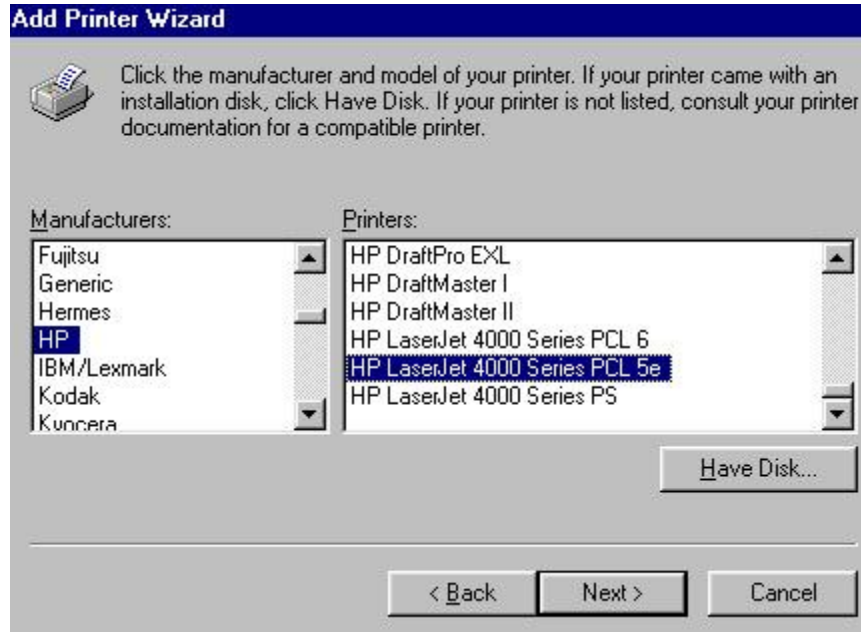 Add Printer Wizard
Click the manufacturer and model of your printer. If your printer came with an
installation disk, click Have Disk. If your printer is not listed, consult your printer
documentation for a compatible printer.
Manufacturers:
Fujitsu
Generic
Hermes
HP
IBM/Lexmark
Kodak
Kyocera
Printers:
HP DraftPro EXL
HP DraftMaster I
HP DraftMaster II
HP LaserJet 4000 Series PCL 6
HP LaserJet 4000 Series PCL 5e
HP LaserJet 4000 Series PS
Have Disk...
< Back
Next >
Cancel